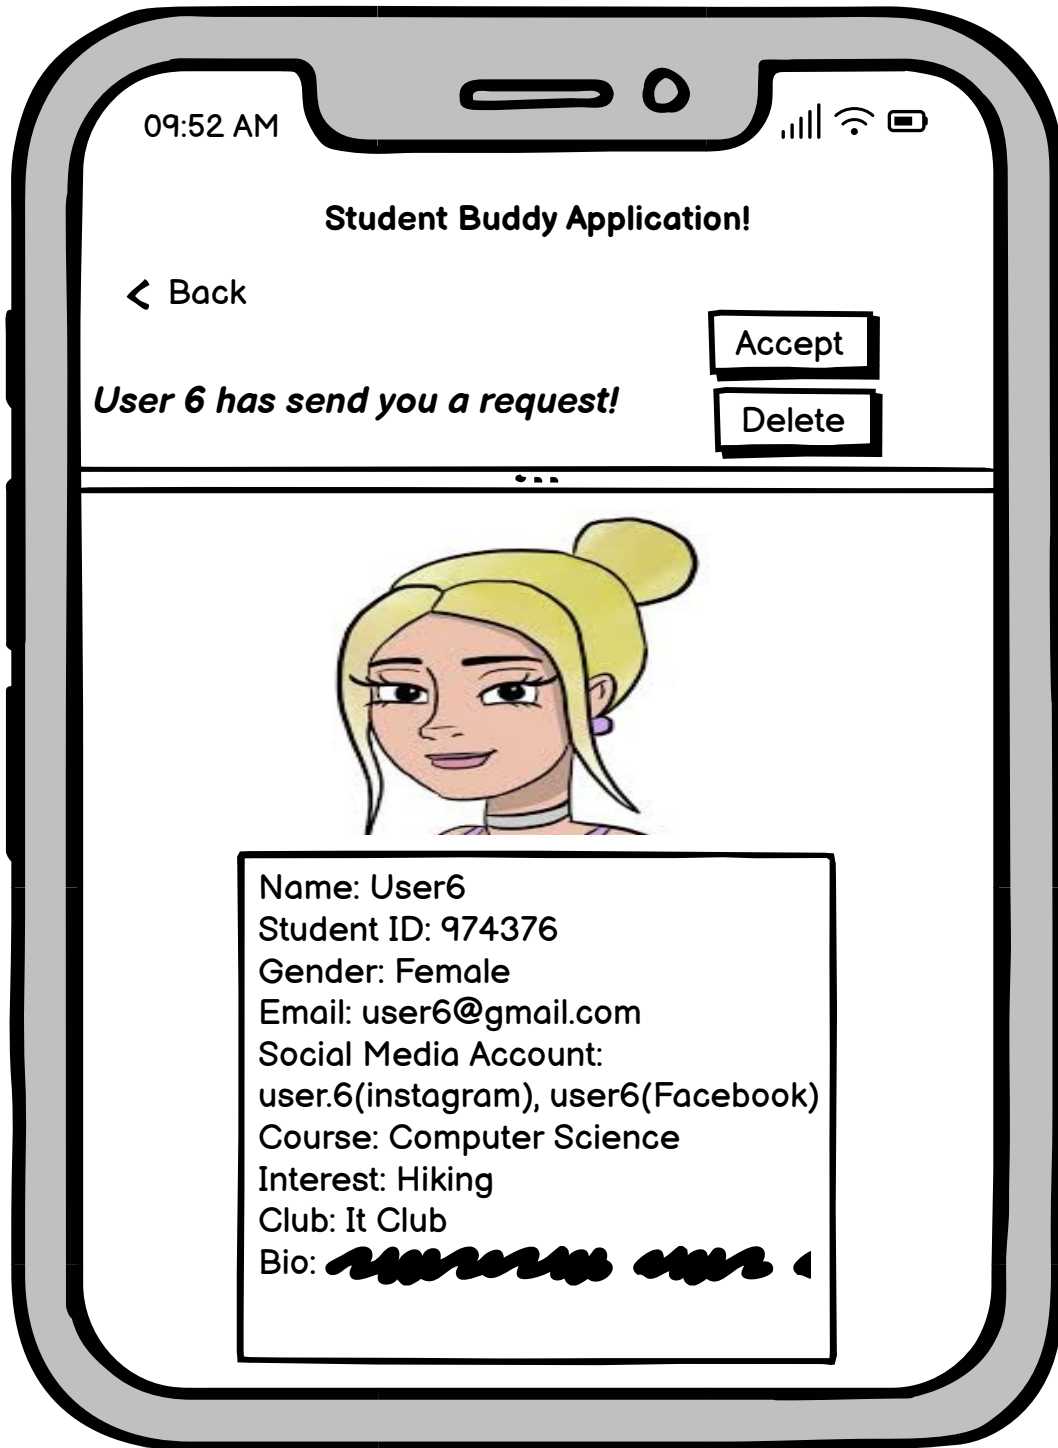 09:52 AM
Student Buddy Application!
Back
Accept
User 6 has send you a request!
Delete
Name: User6
Student ID: 974376
Gender: Female
Email: user6@gmail.com
Social Media Account:
user.6(instagram), user6(Facebook)
Course: Computer Science
Interest: Hiking
Club: It Club
Bio: